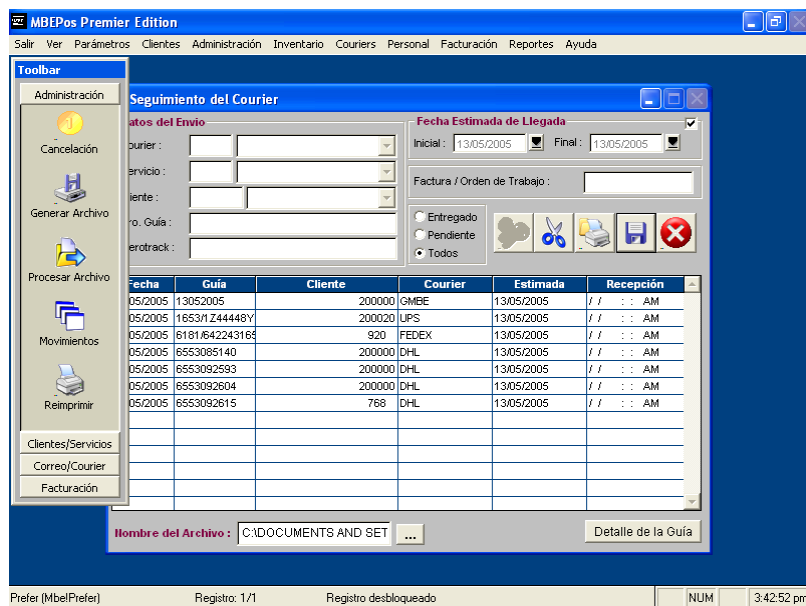 MBEPos Premier Edition
Salir Ver Parámetros Clientes Administración Inventario Couriers Personal Facturación Reportes Ayuda
Toolbar
Administración
Cancelación
Generar Archivo
Procesar Archivo
Movimientos
Reimprimir
Clientes/Servicios
Correo/Courier
Facturación
Seguimiento del Courier
atos del Envio
ourier :
ervicio :
iente :
ro. Guía :
erotrack :
Fecha Estimada de Llegada
Inicial : 13/05/2005 Final : 13/05/2005
Factura / Orden de Trabajo :
Entregado
Pendiente
Todos
Fecha Guía Cliente Courier Estimada Recepción
05/2005 13052005 200000 GMBE 13/05/2005 / / : : AM
05/2005 1653/1Z44448Y 200020 UPS 13/05/2005 / / : : AM
05/2005 6181/642243165 920 FEDEX 13/05/2005 / / : : AM
05/2005 6553085140 200000 DHL 13/05/2005 / / : : AM
05/2005 6553092593 200000 DHL 13/05/2005 / / : : AM
05/2005 6553092604 200000 DHL 13/05/2005 / / : : AM
05/2005 6553092615 768 DHL 13/05/2005 / / : : AM
Nombre del Archivo : C:\DOCUMENTS AND SET ... Detalle de la Guía
Prefer (Mbe!Prefer) Registro: 1/1 Registro desbloqueado NUM 3:42:52 pm